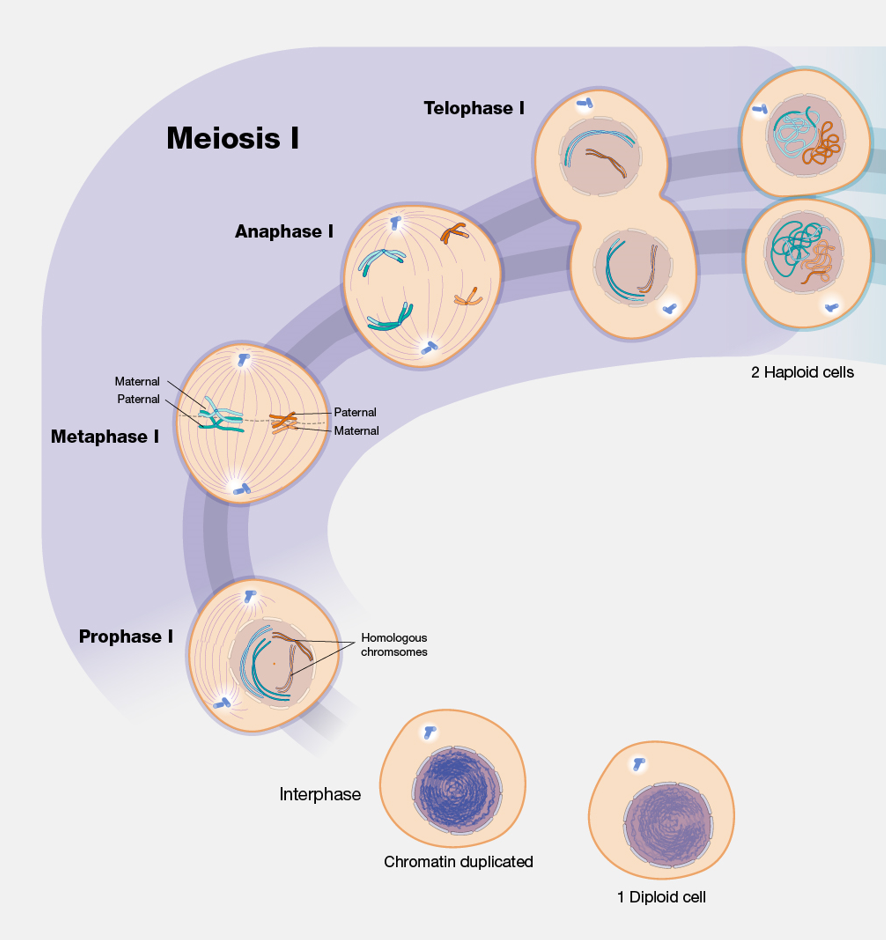 Telophase I
Meiosis I
Anaphase I
2 Haploid cells
Maternal
Paternal
Paternal
Maternal
Metaphase I
Prophase I
Homologous
chromsomes
Interphase
Chromatin duplicated
1 Diploid cell